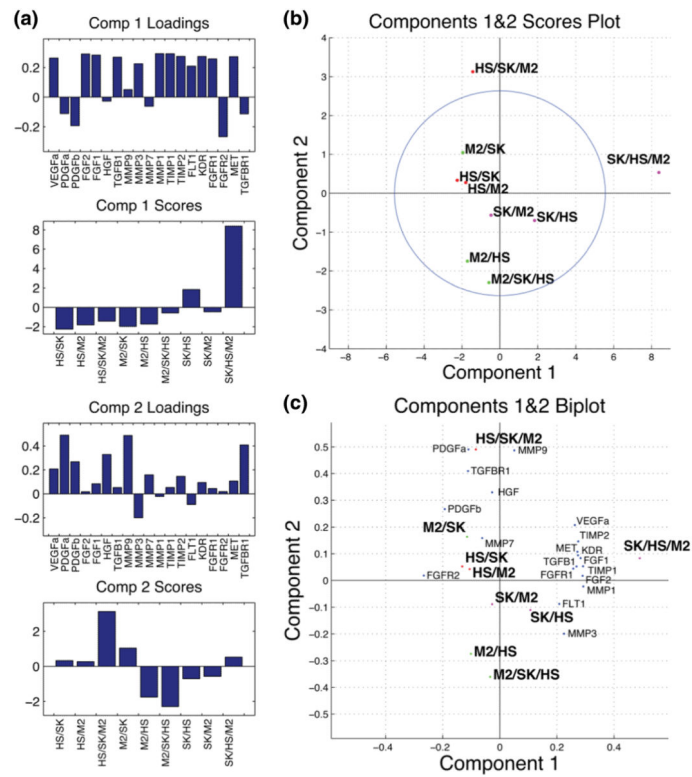 (a)
Comp 1 Loadings
0.2
0
−0.2
VEGFa
PDGFa
PDGFb
FGF2
FGF1
HGF
TGFB1
MMP9
MMP3
MMP7
MMP1
TIMP1
TIMP2
FLT1
KDR
FGFR1
FGFR2
MET
TGFBR1
Comp 1 Scores
8
6
4
2
0
−2
HS/SK
HS/M2
HS/SK/M2
M2/SK
M2/HS
M2/SK/HS
SK/HS
SK/M2
SK/HS/M2
Comp 2 Loadings
0.4
0.2
0
−0.2
VEGFa
PDGFa
PDGFb
FGF2
FGF1
HGF
TGFB1
MMP9
MMP3
MMP7
MMP1
TIMP1
TIMP2
FLT1
KDR
FGFR1
FGFR2
MET
TGFBR1
Comp 2 Scores
2
0
−2
HS/SK
HS/M2
HS/SK/M2
M2/SK
M2/HS
M2/SK/HS
SK/HS
SK/M2
SK/HS/M2
(b)
Components 1&2 Scores Plot
Component 2
4
3
2
1
0
−1
−2
−3
−4
HS/SK/M2
M2/SK
SK/HS/M2
HS/SK
HS/M2
SK/M2
SK/HS
M2/HS
M2/SK/HS
−8 −6 −4 −2 0 2 4 6 8
Component 1
(c)
Components 1&2 Biplot
Component 2
0.5
0.4
0.3
0.2
0.1
0
−0.1
−0.2
−0.3
−0.4
−0.5
HS/SK/M2
PDGFa
MMP9
TGFBR1
HGF
PDGFb
VEGFa
M2/SK
TIMP2
MMP7
MET
KDR
SK/HS/M2
HS/SK
FGF1
TGFB1
TIMP1
FGFR2
HS/M2
FGFR1
FGF2
MMP1
SK/M2
FLT1
SK/HS
MMP3
M2/HS
M2/SK/HS
−0.4 −0.2 0 0.2 0.4 0.6
Component 1